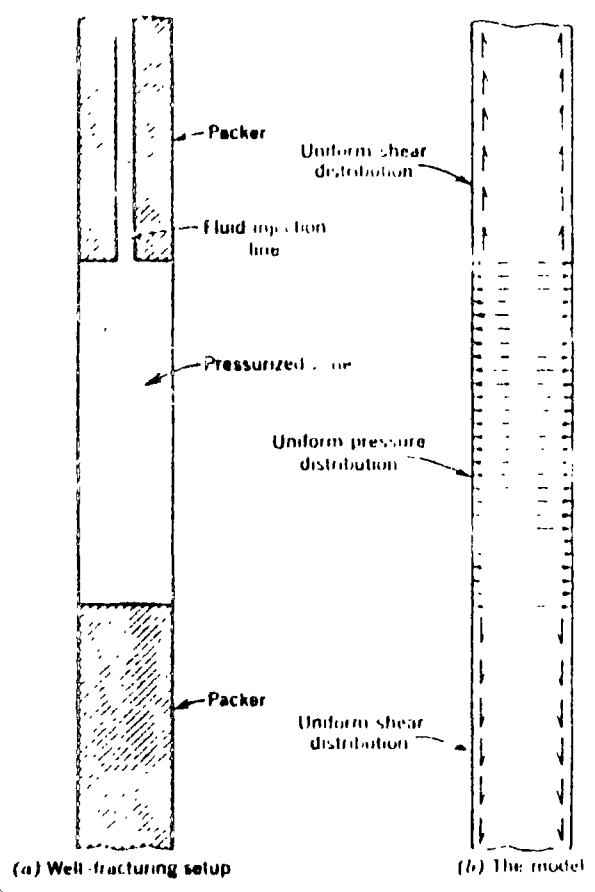 Packer
Uniform shear
distribution
Fluid injection
line
Pressurized
Uniform pressure
distribution
Packer
Uniform shear
distribution
(a) Well-fracturing setup
(b) The model